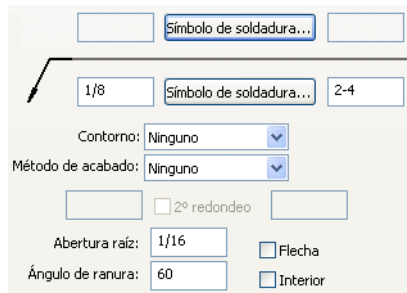 Símbolo de soldadura...
1/8 Símbolo de soldadura... 2-4
Contorno: Ninguno
Método de acabado: Ninguno
2º redondeo
Abertura raíz: 1/16 Flecha
Ángulo de ranura: 60 Interior